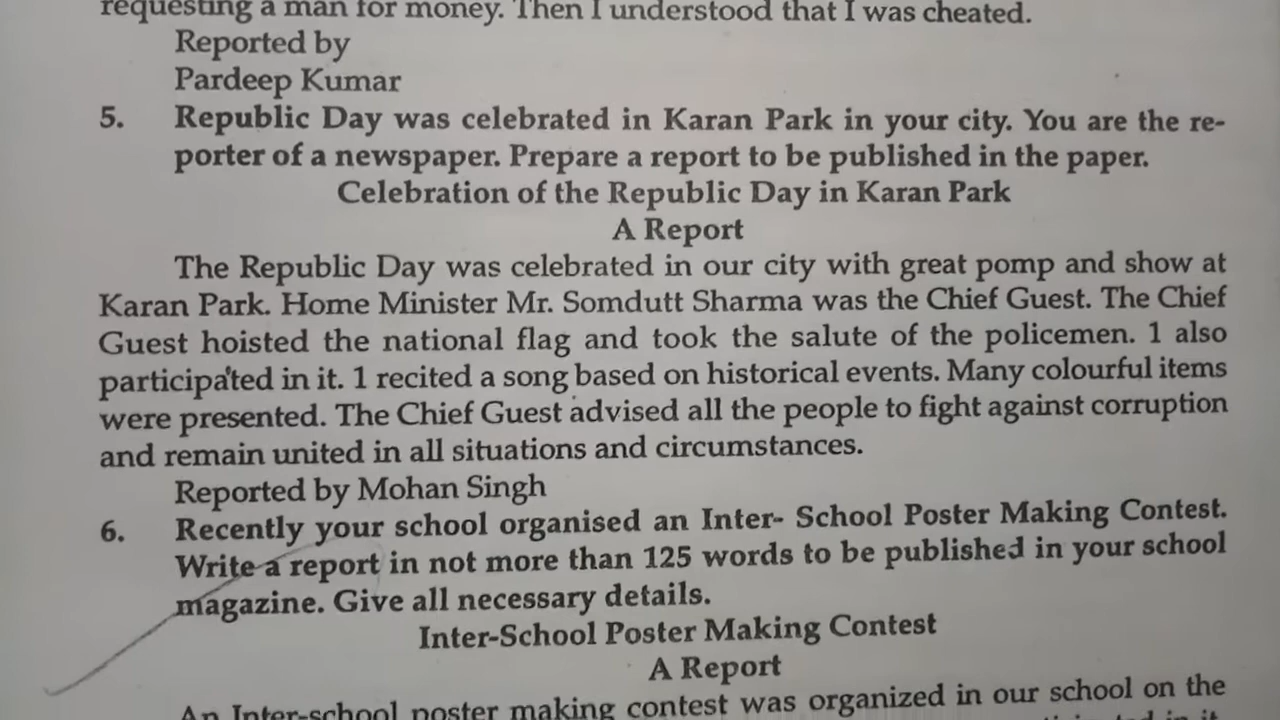 requesting a man for money. Then I understood that I was cheated.
Reported by
Pardeep Kumar
5. Republic Day was celebrated in Karan Park in your city. You are the re-
porter of a newspaper. Prepare a report to be published in the paper.
Celebration of the Republic Day in Karan Park
A Report
The Republic Day was celebrated in our city with great pomp and show at
Karan Park. Home Minister Mr. Somdutt Sharma was the Chief Guest. The Chief
Guest hoisted the national flag and took the salute of the policemen. 1 also
participated in it. 1 recited a song based on historical events. Many colourful items
were presented. The Chief Guest advised all the people to fight against corruption
and remain united in all situations and circumstances.
Reported by Mohan Singh
6. Recently your school organised an Inter- School Poster Making Contest.
Write a report in not more than 125 words to be published in your school
magazine. Give all necessary details.
Inter-School Poster Making Contest
A Report
An Inter-school poster making contest was organized in our school on the